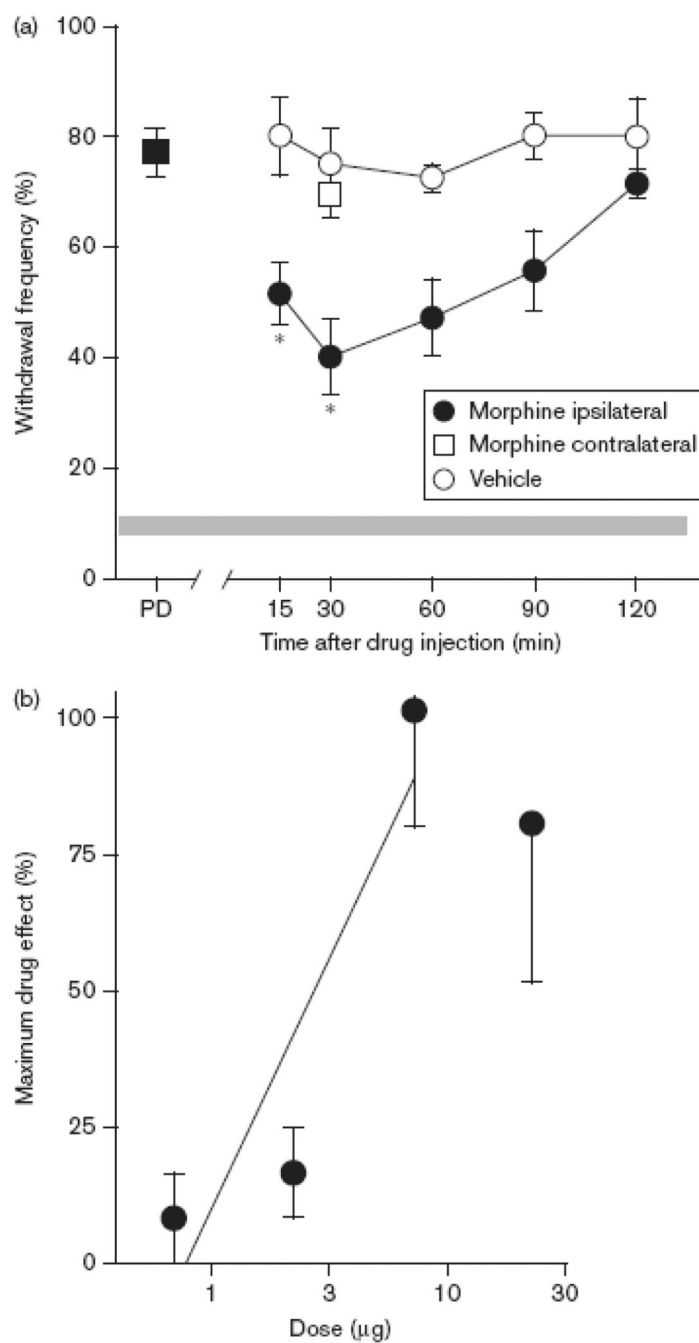 (a)
100
80
60
40
20
0
Withdrawal frequency (%)
*
*
Morphine ipsilateral
Morphine contralateral
Vehicle
PD
15
30
60
90
120
Time after drug injection (min)
(b)
100
75
50
25
0
Maximum drug effect (%)
1
3
10
30
Dose (µg)